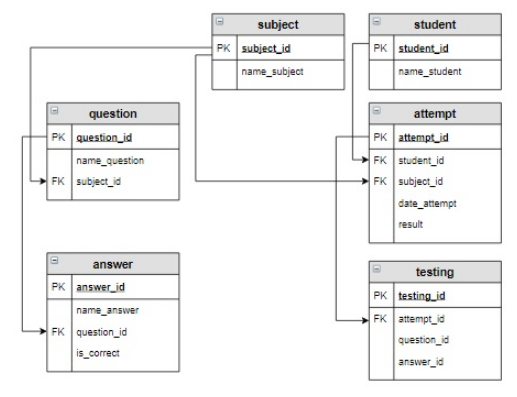 subject
PK subject_id
name_subject
student
PK student_id
name_student
question
PK question_id
name_question
FK subject_id
attempt
PK attempt_id
FK student_id
FK subject_id
date_attempt
result
answer
PK answer_id
name_answer
FK question_id
is_correct
testing
PK testing_id
FK attempt_id
question_id
answer_id